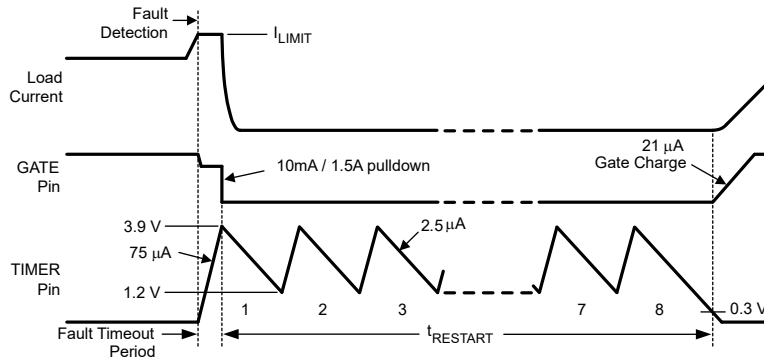 Fault
Detection
I_LIMIT
Load
Current
21 μA
Gate Charge
GATE
Pin
10mA / 1.5A pulldown
3.9 V
75 μA
2.5 μA
TIMER
Pin
1.2 V
1 2 3 7 8
0.3 V
Fault Timeout
Period
t_RESTART